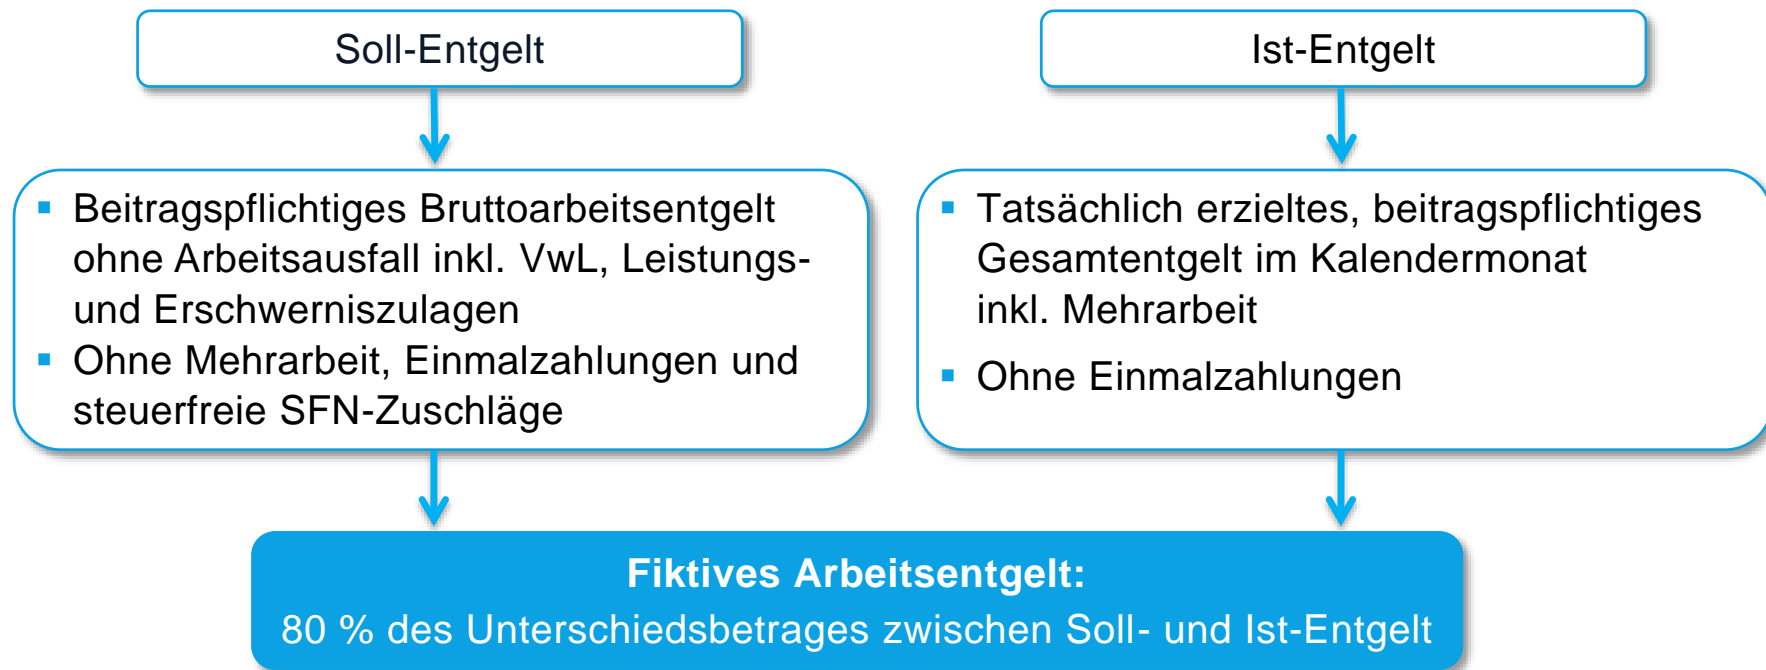 Soll-Entgelt
Ist-Entgelt
▪ Beitragspflichtiges Bruttoarbeitsentgelt
ohne Arbeitsausfall inkl. VwL, Leistungs-
und Erschwerniszulagen
▪ Ohne Mehrarbeit, Einmalzahlungen und
steuerfreie SFN-Zuschläge
▪ Tatsächlich erzieltes, beitragspflichtiges
Gesamtentgelt im Kalendermonat
inkl. Mehrarbeit
▪ Ohne Einmalzahlungen
Fiktives Arbeitsentgelt:
80 % des Unterschiedsbetrages zwischen Soll- und Ist-Entgelt